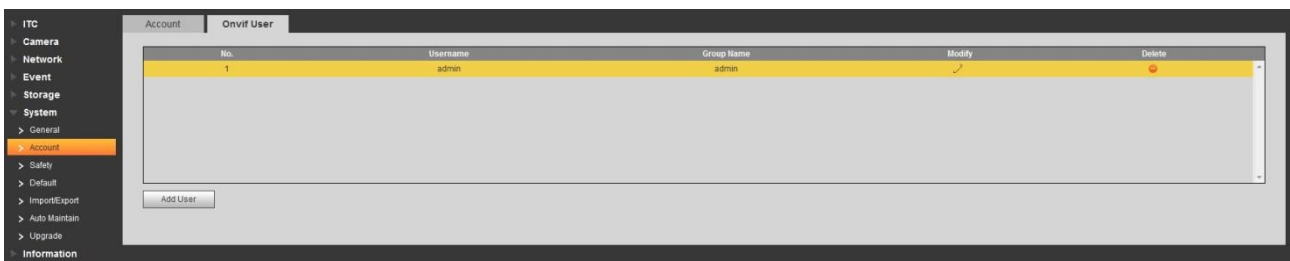 ITC
Camera
Network
Event
Storage
System
General
Account
Safety
Default
Import/Export
Auto Maintain
Upgrade
Information
Account Onvif User
No. Username Group Name Modify Delete
1 admin admin
Add User